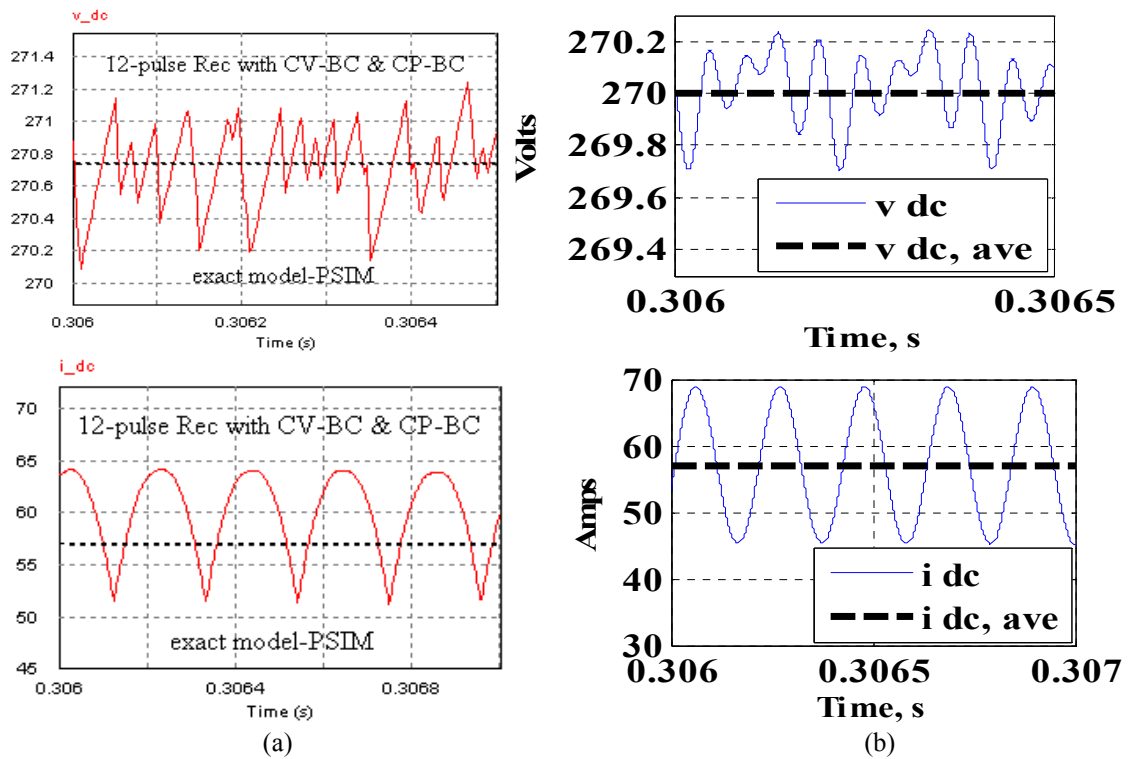 v_dc
271.4
271.2
271
270.8
270.6
270.4
270.2
270
12-pulse Rec with CV-BC & CP-BC
exact model-PSIM
0.306
0.3062
0.3064
Time (s)
270.2
270
269.8
269.6
269.4
Volts
v dc
v dc, ave
0.306
0.3065
Time, s
i_dc
70
65
60
55
50
45
12-pulse Rec with CV-BC & CP-BC
exact model-PSIM
0.306
0.3064
0.3068
Time (s)
(a)
70
60
50
40
30
Amps
i dc
i dc, ave
0.306
0.3065
0.307
Time, s
(b)